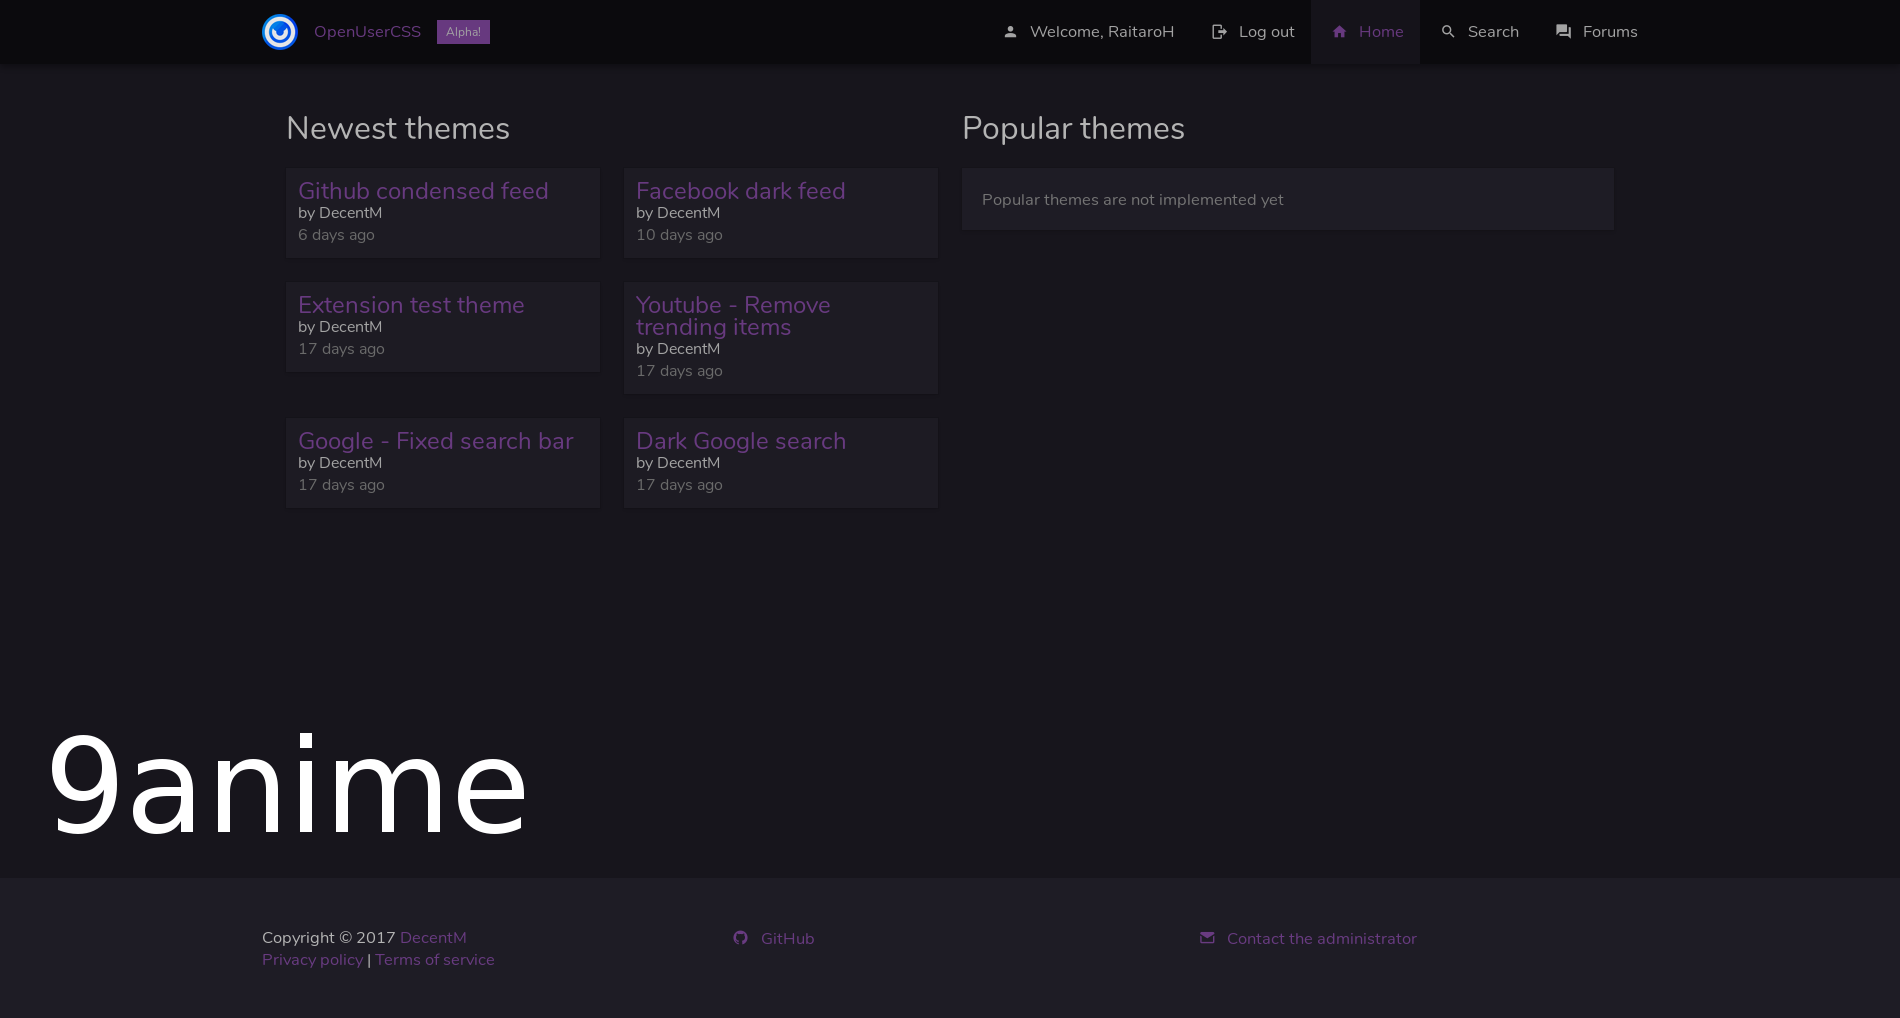 OpenUserCSS Alpha! Welcome, RaitaroH Log out Home Search Forums
Newest themes
Github condensed feed
by DecentM
6 days ago
Facebook dark feed
by DecentM
10 days ago
Extension test theme
by DecentM
17 days ago
Youtube - Remove
trending items
by DecentM
17 days ago
Google - Fixed search bar
by DecentM
17 days ago
Dark Google search
by DecentM
17 days ago
Popular themes
Popular themes are not implemented yet
9anime
Copyright © 2017 DecentM
Privacy policy | Terms of service
GitHub
Contact the administrator